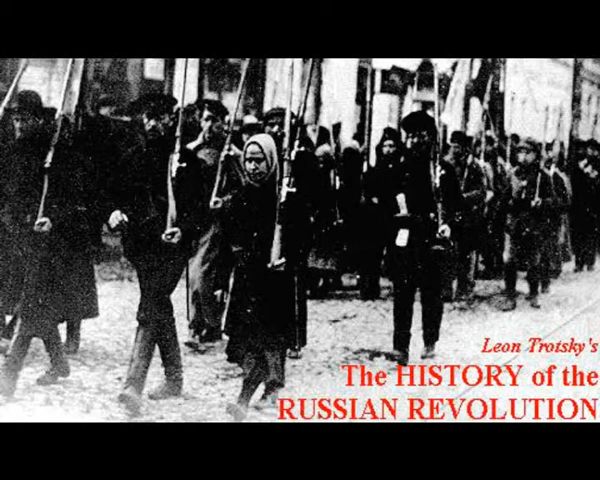 Leon Trotsky's
The HISTORY of the
RUSSIAN REVOLUTION